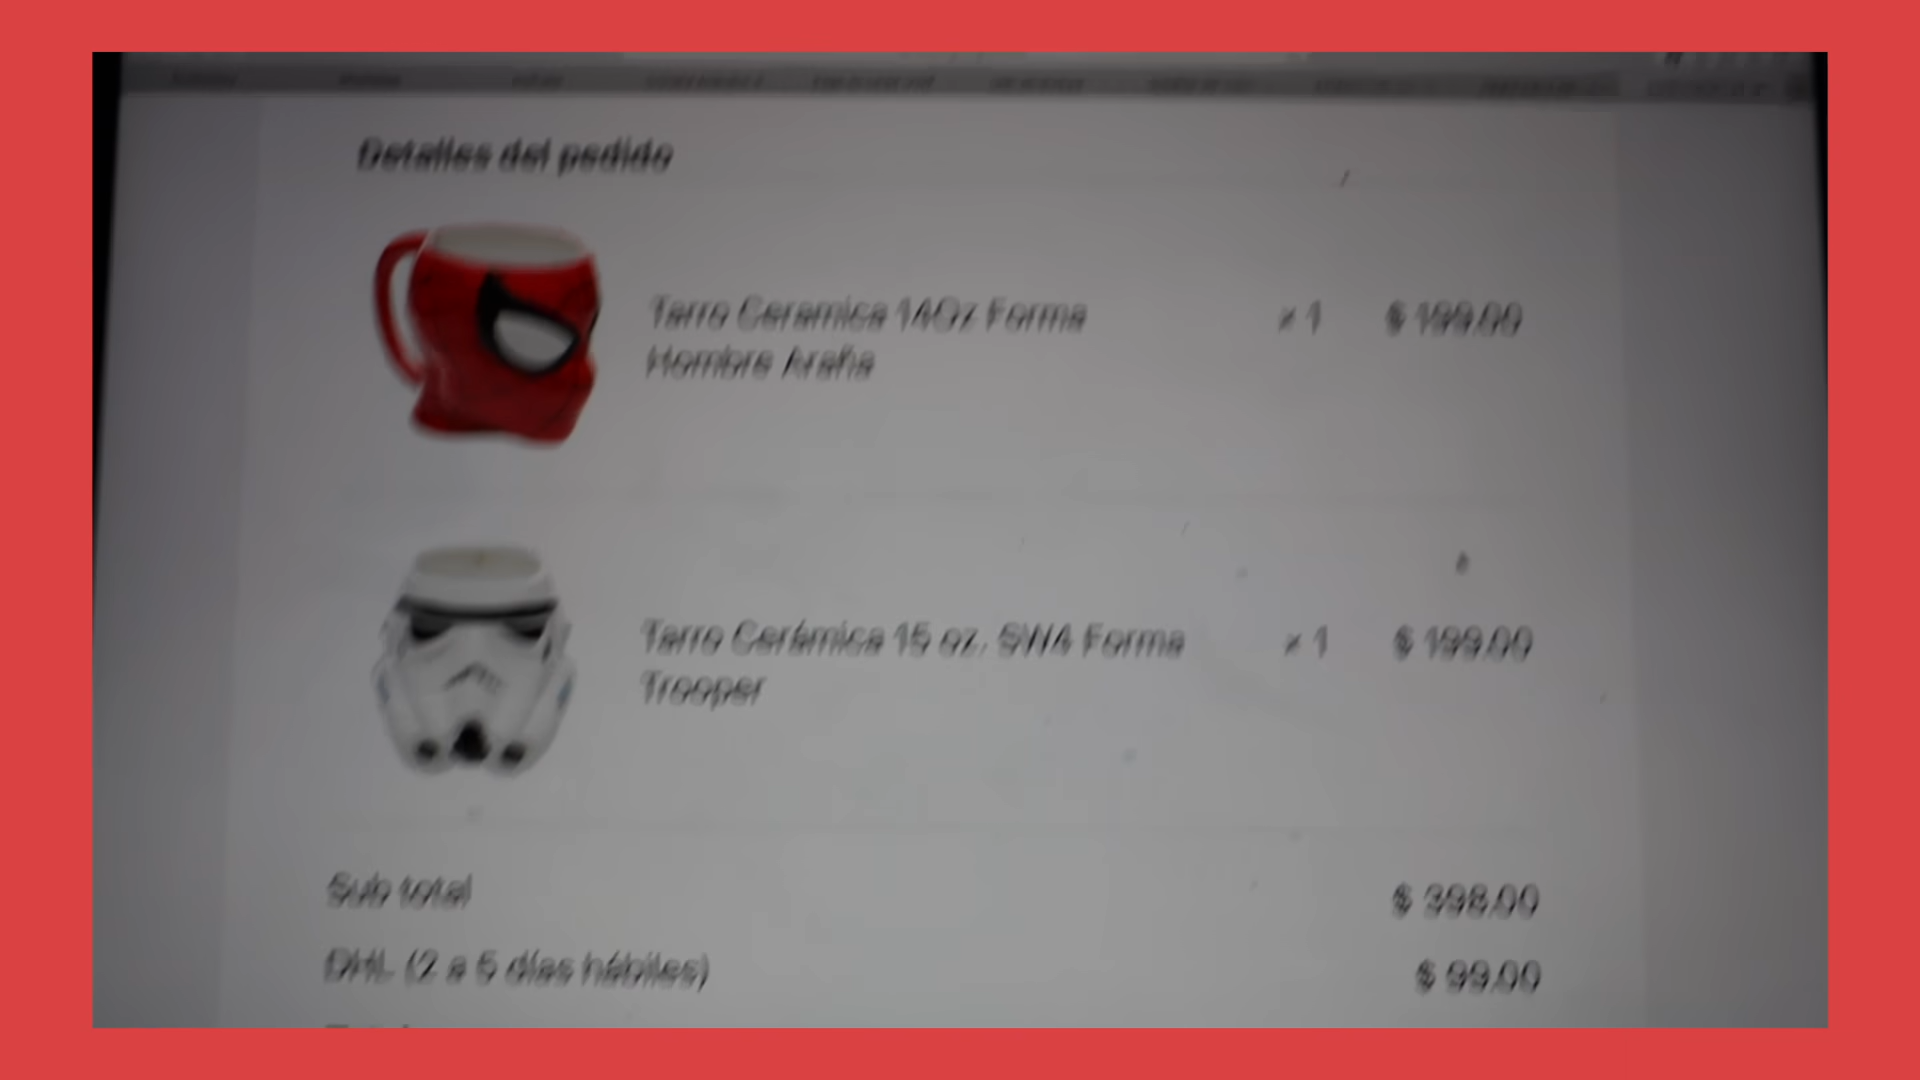 Detalles del pedido
Tarro Ceramica 14Oz Forma
Hombre Araña
x 1
$ 199.00
Tarro Cerámica 15 oz. SWA Forma
Trooper
x 1
$ 199.00
Sub total
$ 398.00
DHL (2 a 5 días hábiles)
$ 99.00